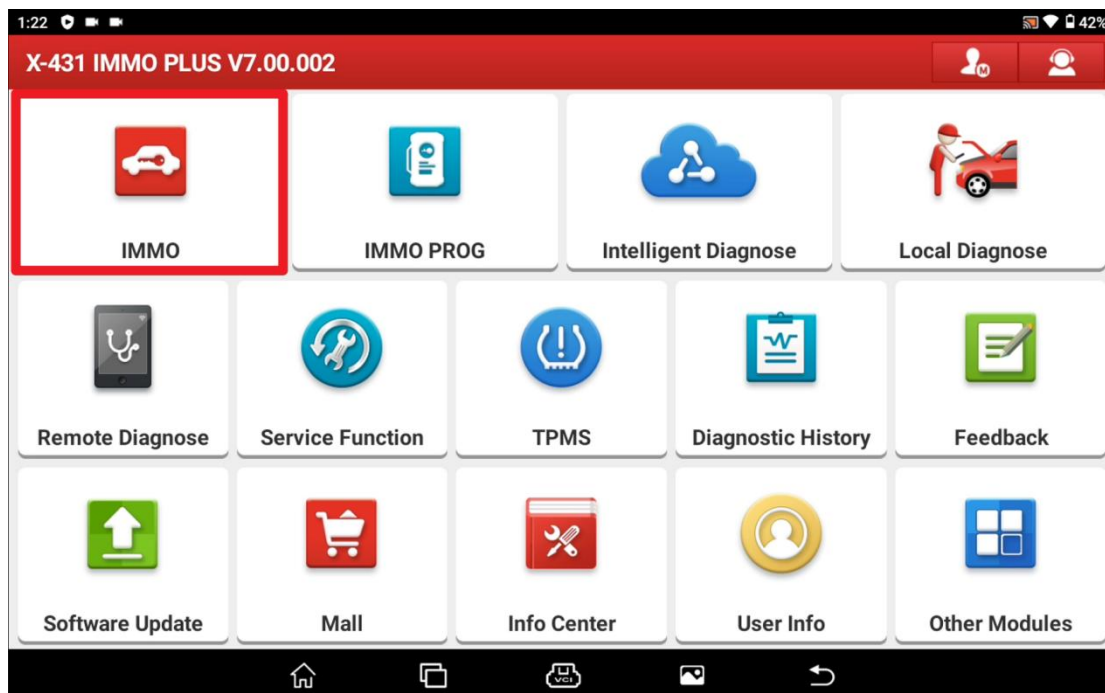 1:22 42%
X-431 IMMO PLUS V7.00.002
IMMO IMMO PROG Intelligent Diagnose Local Diagnose
Remote Diagnose Service Function TPMS Diagnostic History Feedback
Software Update Mall Info Center User Info Other Modules
VCI